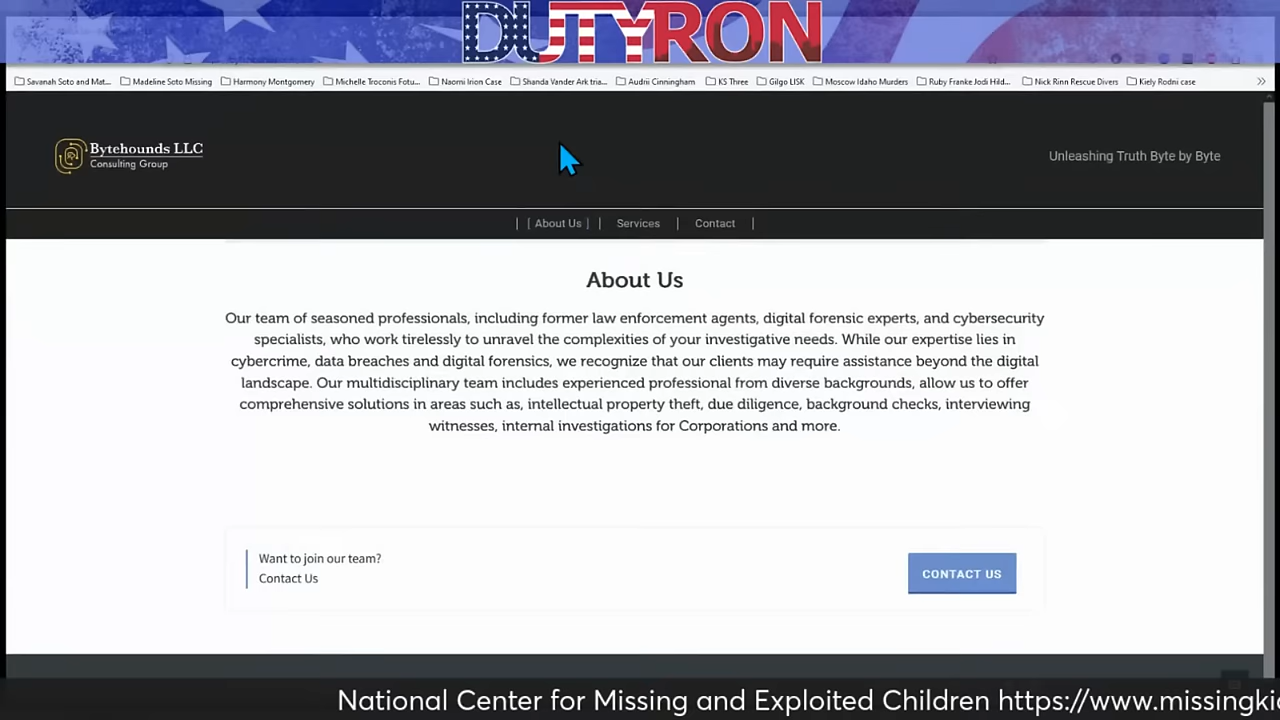 DUTYRON
Savanah Soto and Mat...
Madeline Soto Missing
Harmony Montgomery
Michelle Troconis Fotu...
Naomi Irion Case
Shanda Vander Ark tria...
Audrii Cinningham
KS Three
Gilgo LISK
Moscow Idaho Murders
Ruby Franke Jodi Hild...
Nick Rinn Rescue Divers
Kiely Rodni case
Bytehounds LLC
Consulting Group
Unleashing Truth Byte by Byte
| [ About Us ] | Services | Contact |
About Us
Our team of seasoned professionals, including former law enforcement agents, digital forensic experts, and cybersecurity
specialists, who work tirelessly to unravel the complexities of your investigative needs. While our expertise lies in
cybercrime, data breaches and digital forensics, we recognize that our clients may require assistance beyond the digital
landscape. Our multidisciplinary team includes experienced professional from diverse backgrounds, allow us to offer
comprehensive solutions in areas such as, intellectual property theft, due diligence, background checks, interviewing
witnesses, internal investigations for Corporations and more.
Want to join our team?
Contact Us
CONTACT US
National Center for Missing and Exploited Children https://www.missingki